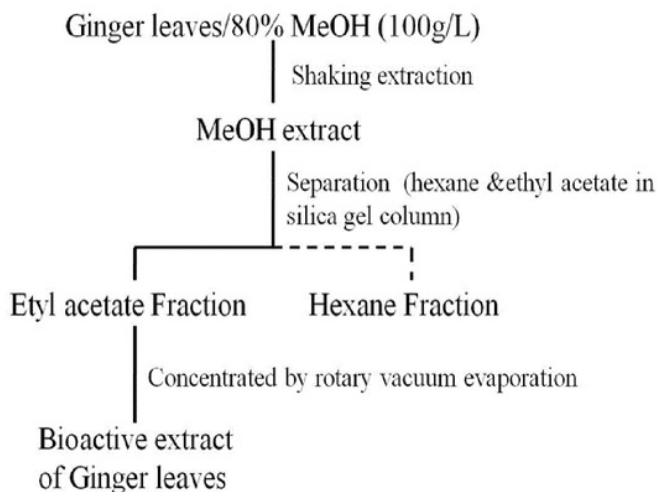 Ginger leaves/80% MeOH (100g/L)
Shaking extraction
MeOH extract
Separation (hexane &ethyl acetate in
silica gel column)
Etyl acetate Fraction
Hexane Fraction
Concentrated by rotary vacuum evaporation
Bioactive extract
of Ginger leaves